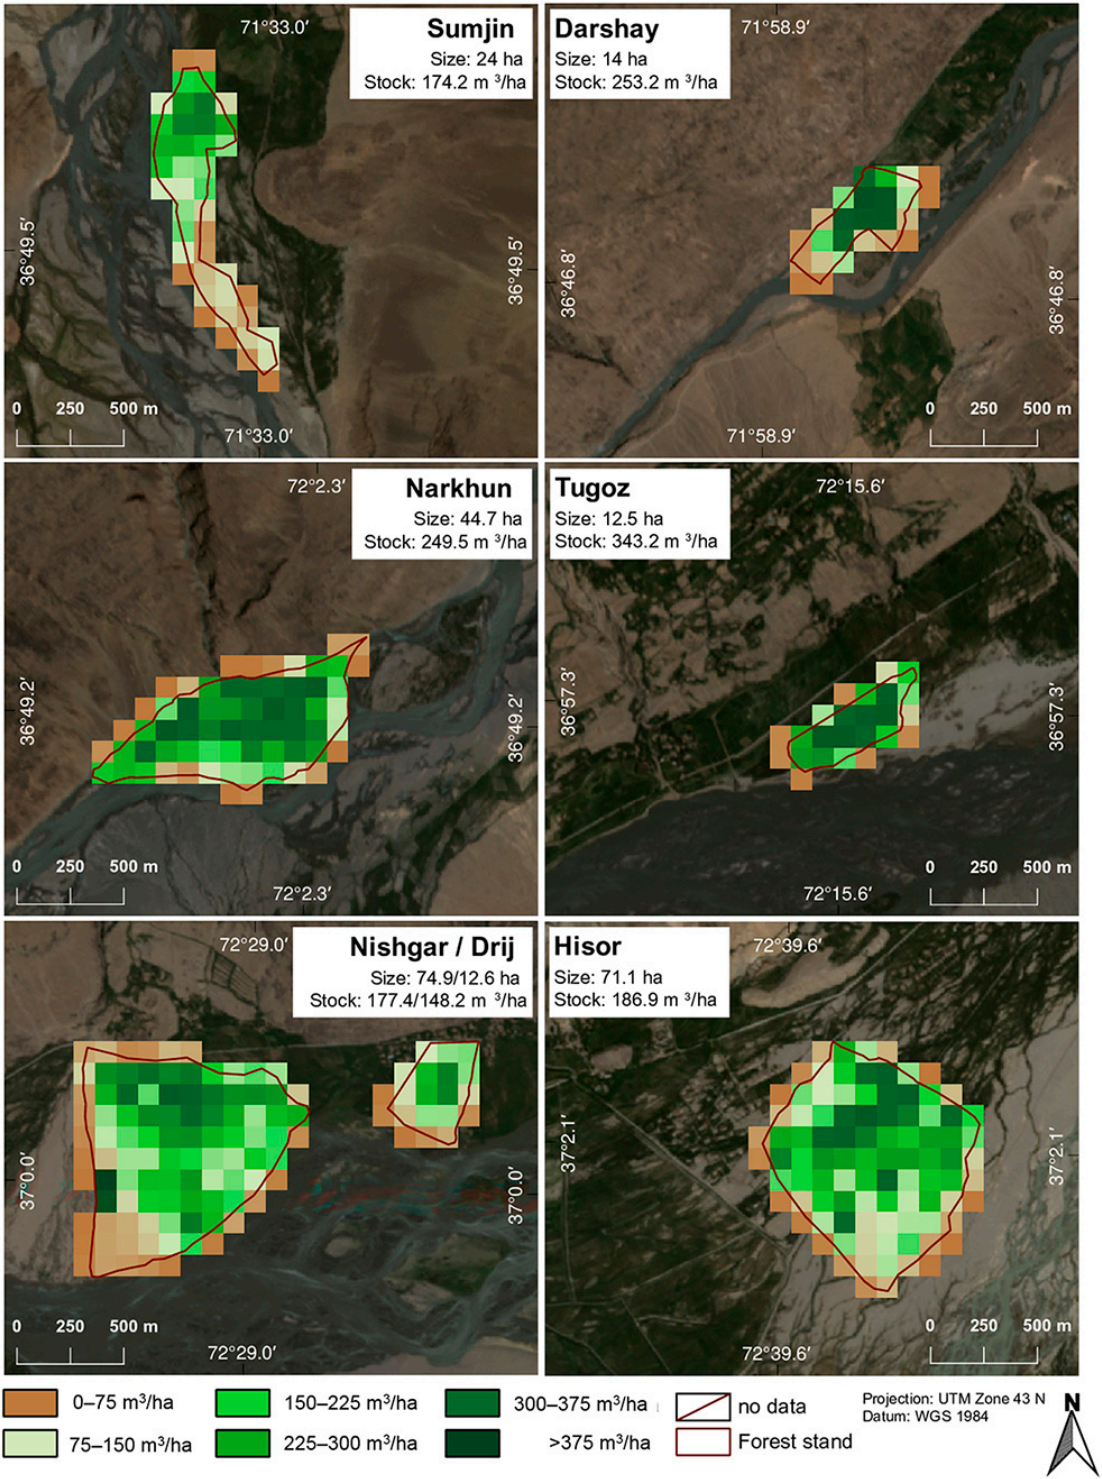 Sumjin
Size: 24 ha
Stock: 174.2 m ³/ha
71°33.0′
36°49.5′
36°49.5′
0 250 500 m
71°33.0′
Darshay
Size: 14 ha
Stock: 253.2 m ³/ha
71°58.9′
36°46.8′
36°46.8′
0 250 500 m
71°58.9′
Narkhun
Size: 44.7 ha
Stock: 249.5 m ³/ha
72°2.3′
36°49.2′
36°49.2′
0 250 500 m
72°2.3′
Tugoz
Size: 12.5 ha
Stock: 343.2 m ³/ha
72°15.6′
36°57.3′
36°57.3′
0 250 500 m
72°15.6′
Nishgar / Drij
Size: 74.9/12.6 ha
Stock: 177.4/148.2 m ³/ha
72°29.0′
37°0.0′
37°0.0′
0 250 500 m
72°29.0′
Hisor
Size: 71.1 ha
Stock: 186.9 m ³/ha
72°39.6′
37°2.1′
37°2.1′
0 250 500 m
72°39.6′
0–75 m³/ha
75–150 m³/ha
150–225 m³/ha
225–300 m³/ha
300–375 m³/ha
>375 m³/ha
no data
Forest stand
Projection: UTM Zone 43 N
Datum: WGS 1984
N